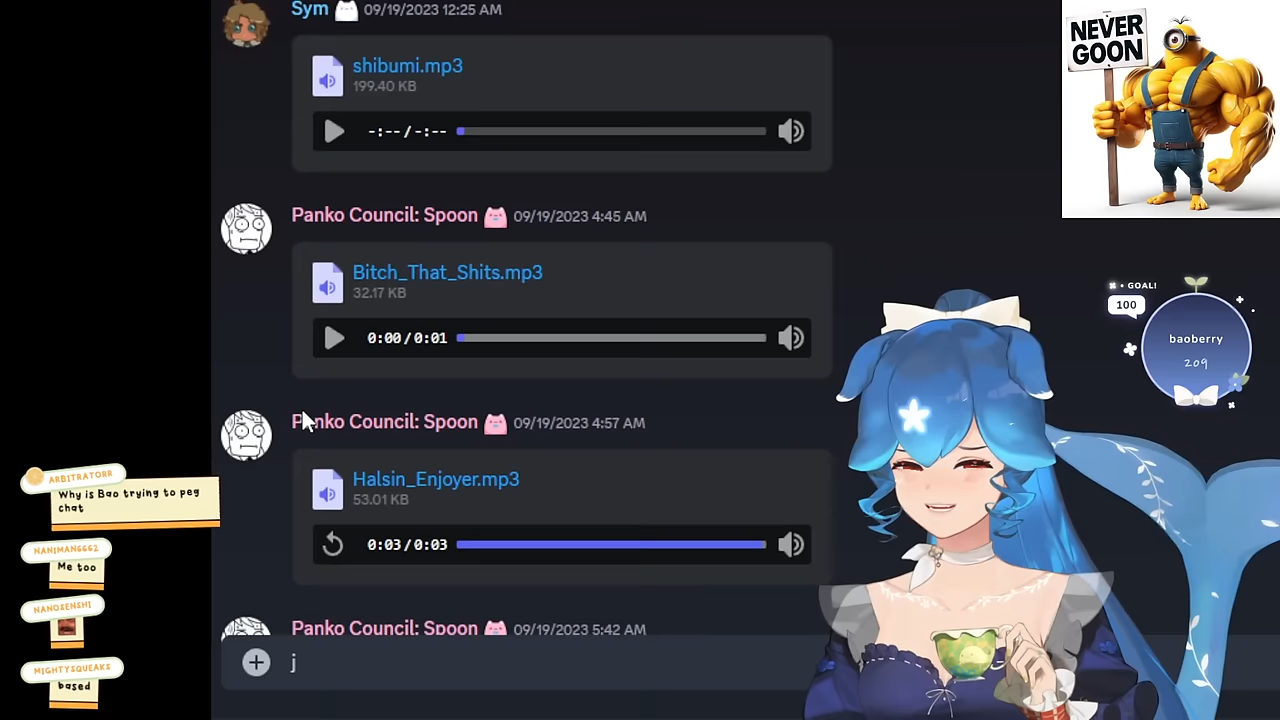 Sym 09/19/2023 12:25 AM
shibumi.mp3
199.40 KB
-:-- / -:--
Panko Council: Spoon 09/19/2023 4:45 AM
Bitch_That_Shits.mp3
32.17 KB
0:00 / 0:01
Panko Council: Spoon 09/19/2023 4:57 AM
Halsin_Enjoyer.mp3
53.01 KB
0:03 / 0:03
Panko Council: Spoon 09/19/2023 5:42 AM
j
NEVER
GOON
• GOAL!
100
baoberry
209
ARBITRATORR
Why is Bao trying to peg
chat
NANIMAN6662
Me too
NANOSENSHI
MIGHTYSQUEAKS
based